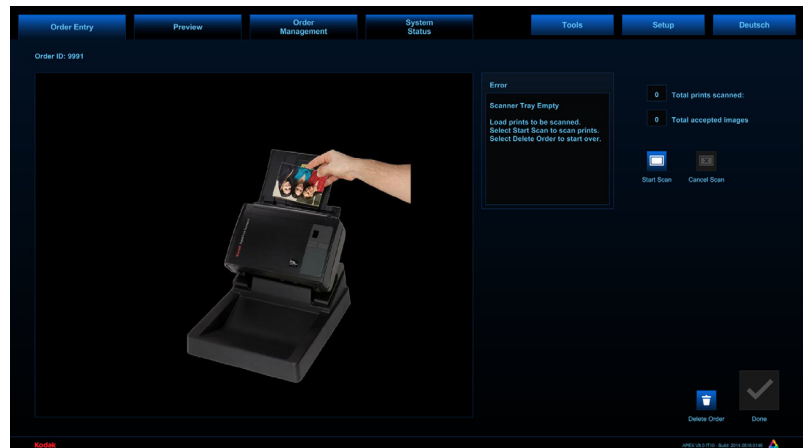 Order Entry
Preview
Order
Management
System
Status
Tools
Setup
Deutsch
Order ID: 9991
Error
Scanner Tray Empty
Load prints to be scanned.
Select Start Scan to scan prints.
Select Delete Order to start over.
0 Total prints scanned:
0 Total accepted images
Start Scan
Cancel Scan
Delete Order
Done
Kodak